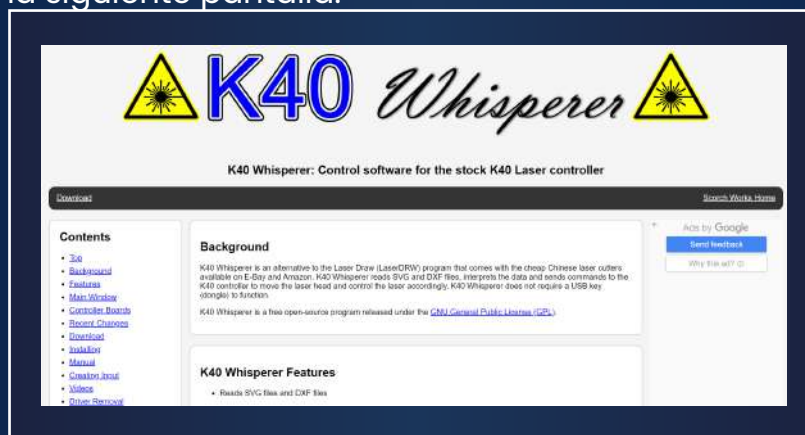 la siguiente pantalla.
K40 Whisperer
K40 Whisperer: Control software for the stock K40 Laser controller
Download
Scorch Works Home
Contents
Top
Background
Features
Main Window
Controller Boards
Recent Changes
Download
Installing
Manual
Creating Input
Videos
Driver Removal
Background
K40 Whisperer is an alternative to the Laser Draw (LaserDRW) program that comes with the cheap Chinese laser cutters
available on E-Bay and Amazon. K40 Whisperer reads SVG and DXF files, interprets the data and sends commands to the
K40 controller to move the laser head and control the laser accordingly. K40 Whisperer does not require a USB key
(dongle) to function.
K40 Whisperer is a free open-source program released under the GNU General Public License (GPL).
K40 Whisperer Features
Reads SVG files and DXF files
Ads by Google
Send feedback
Why this ad?